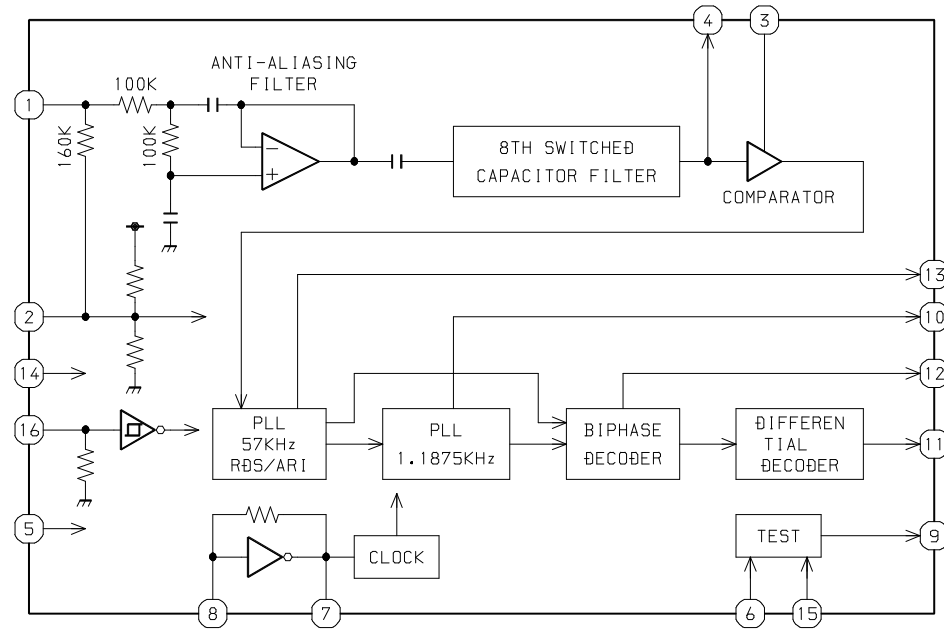 4 3
ANTI-ALIASING
FILTER
100K
1
160K
100K
−
+
8TH SWITCHED
CAPACITOR FILTER
COMPARATOR
13
2
10
14
12
16
PLL
57KHz
RDS/ARI
PLL
1.1875KHz
BIPHASE
DECODER
DIFFEREN
TIAL
DECODER
11
5
CLOCK
TEST
9
8 7 6 15